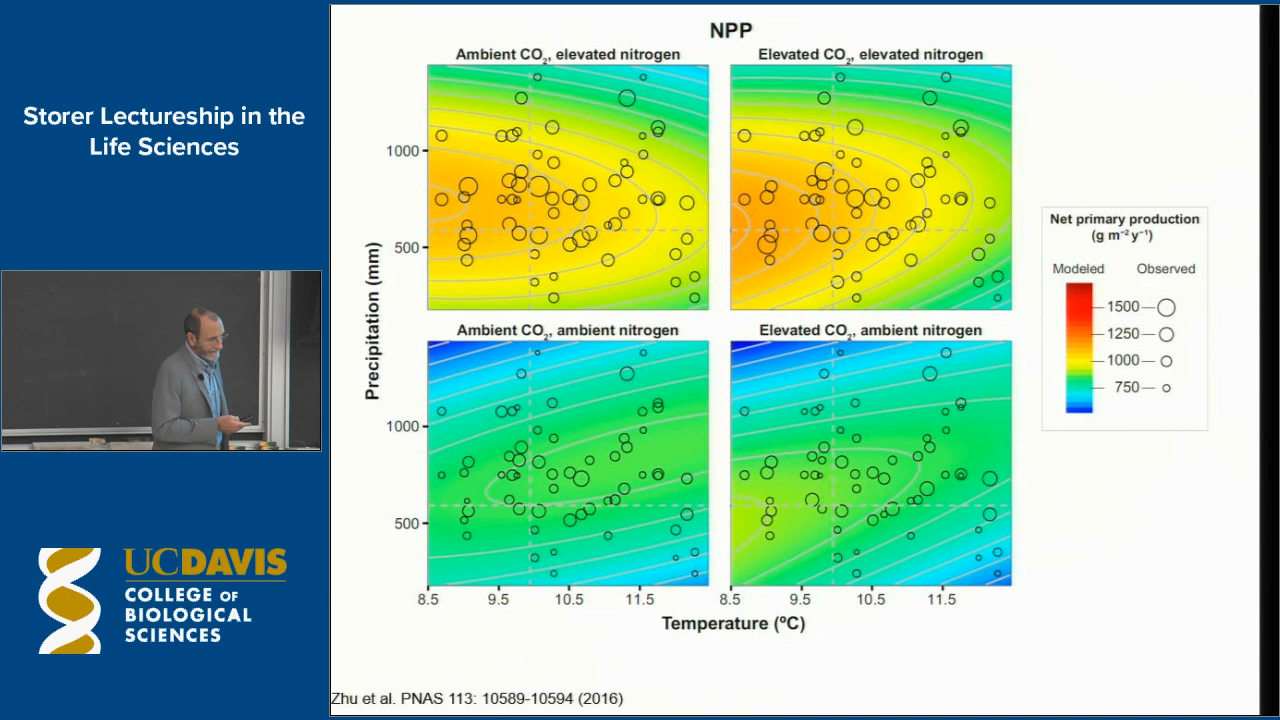 Storer Lectureship in the
Life Sciences
UCDAVIS
COLLEGE OF
BIOLOGICAL
SCIENCES
NPP
Ambient CO₂, elevated nitrogen
Elevated CO₂, elevated nitrogen
1000
500
Ambient CO₂, ambient nitrogen
Elevated CO₂, ambient nitrogen
1000
500
Precipitation (mm)
8.5 9.5 10.5 11.5 8.5 9.5 10.5 11.5
Temperature (ºC)
Net primary production
(g m⁻² y⁻¹)
Modeled Observed
1500
1250
1000
750
Zhu et al. PNAS 113: 10589-10594 (2016)